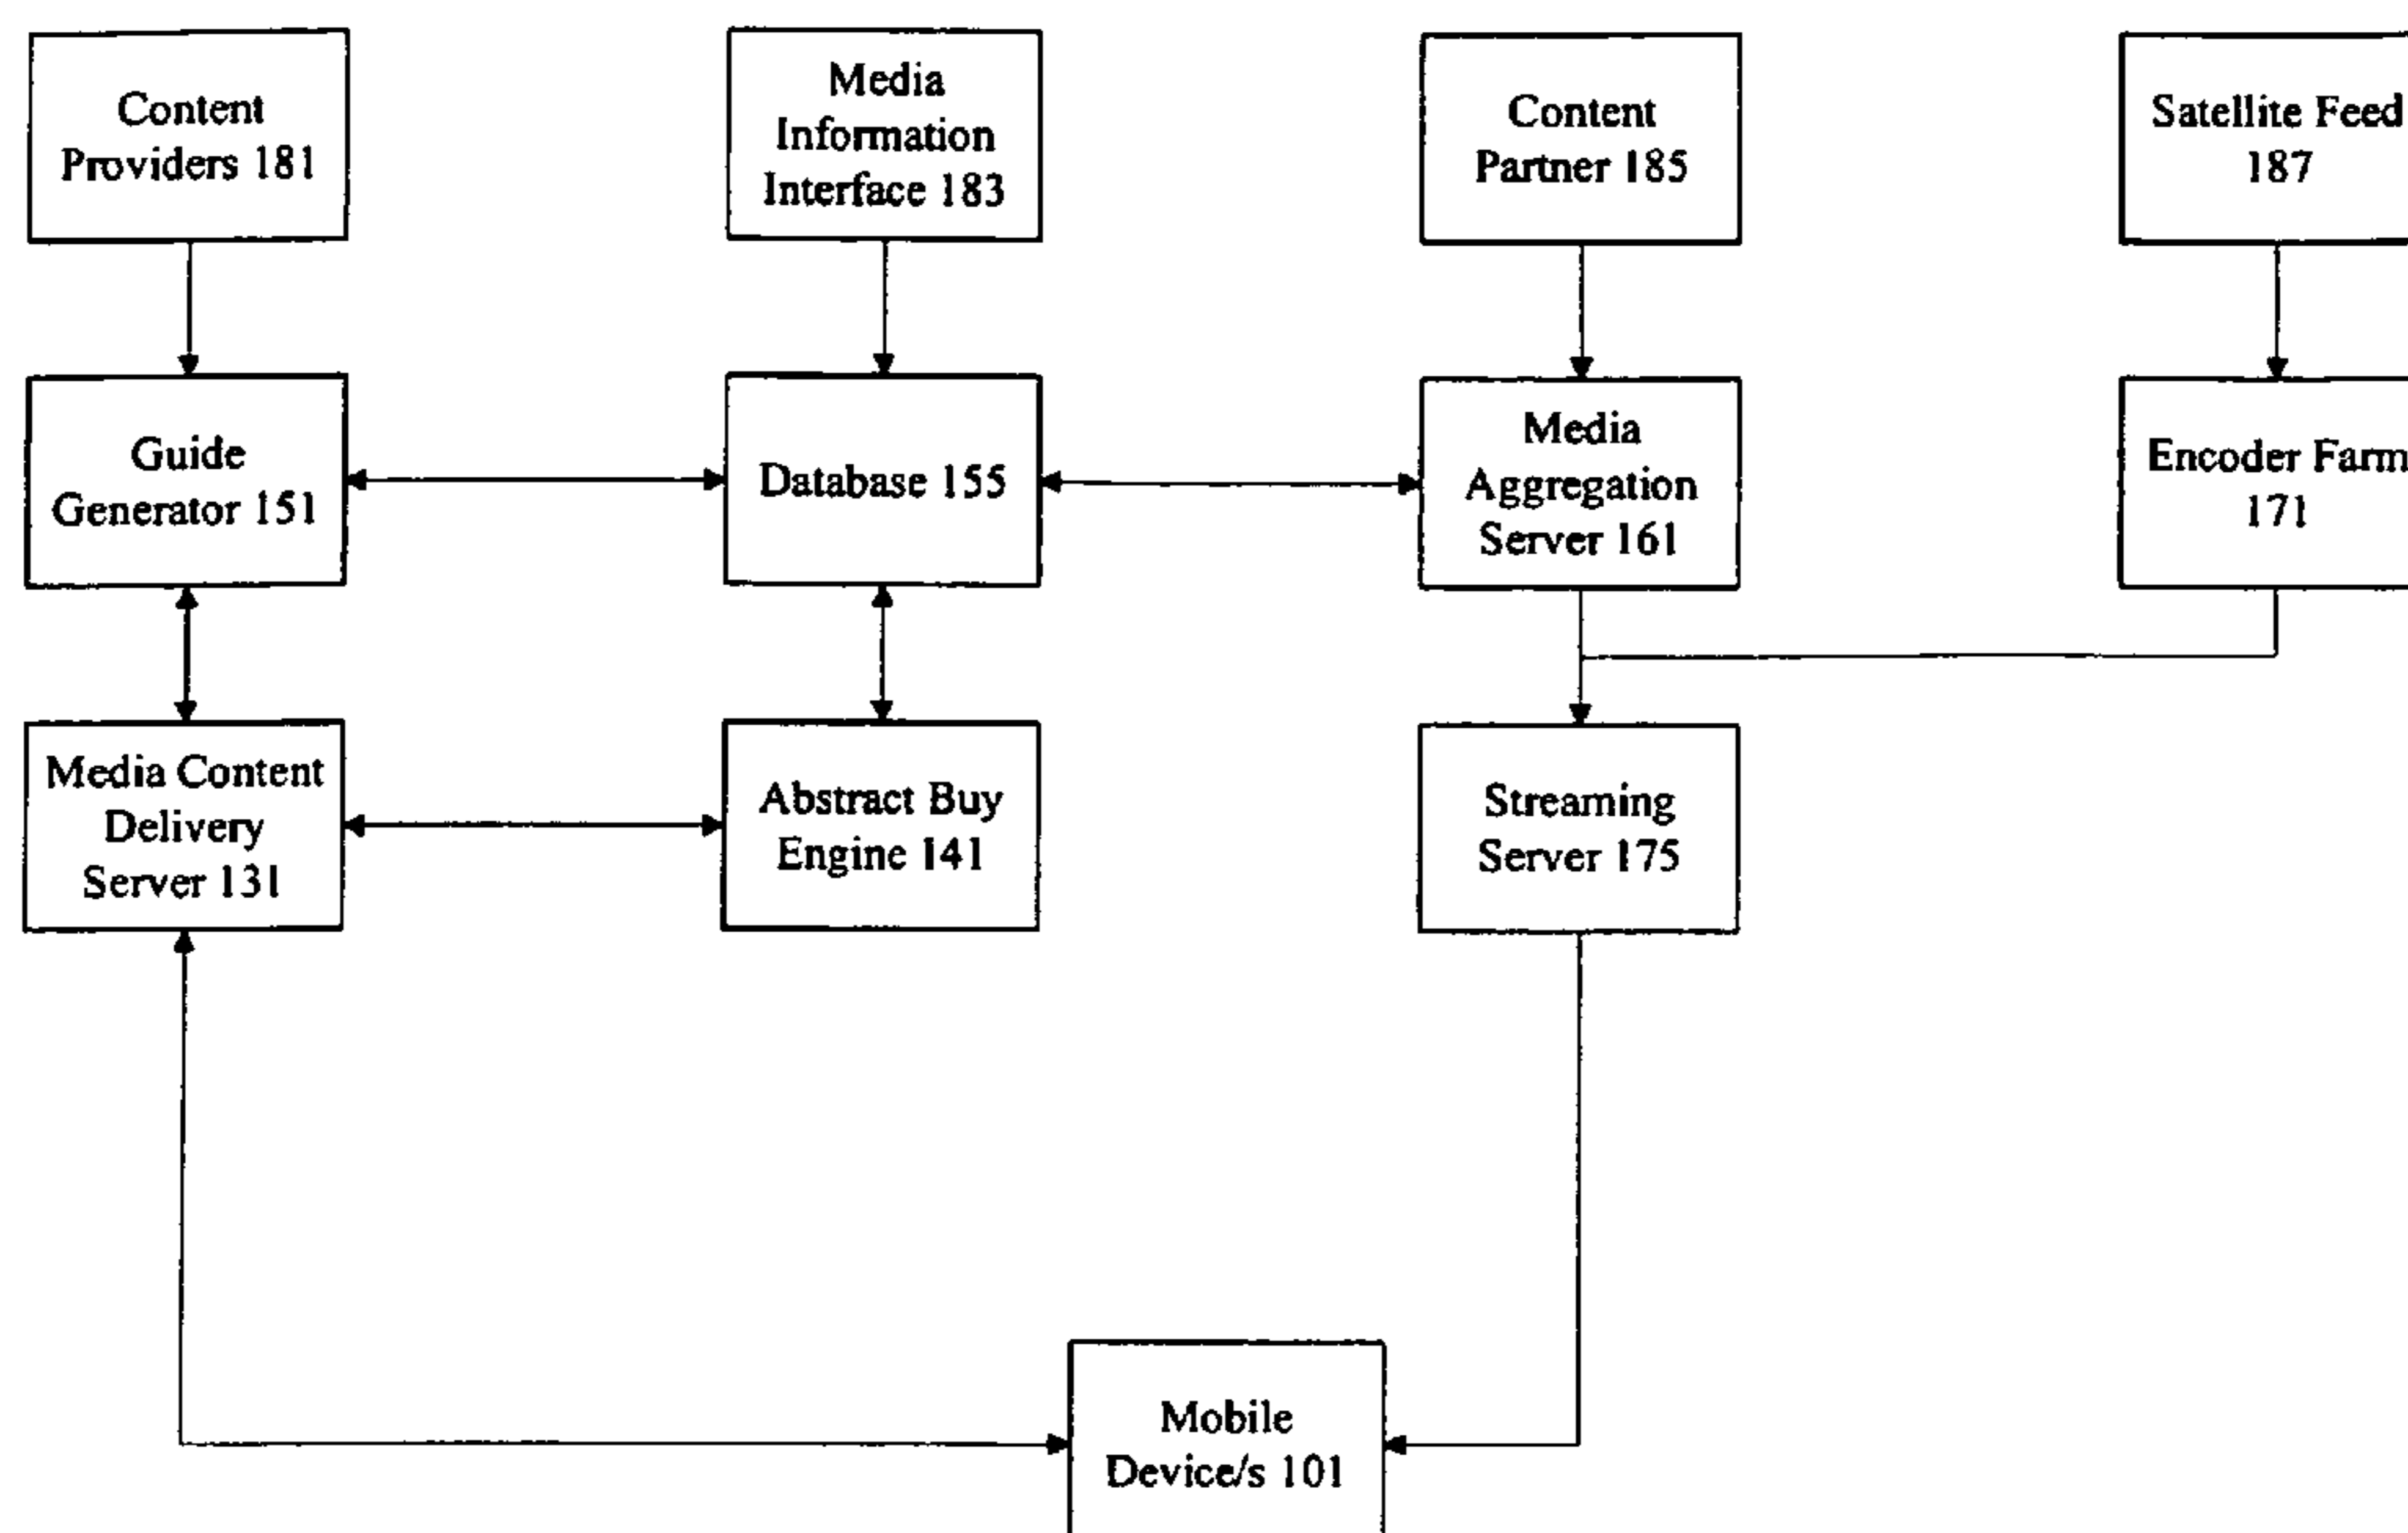 Content
Providers 181
Media
Information
Interface 183
Content
Partner 185
Satellite Feed
187
Guide
Generator 151
Database 155
Media
Aggregation
Server 161
Encoder Farm
171
Media Content
Delivery
Server 131
Abstract Buy
Engine 141
Streaming
Server 175
Mobile
Device/s 101